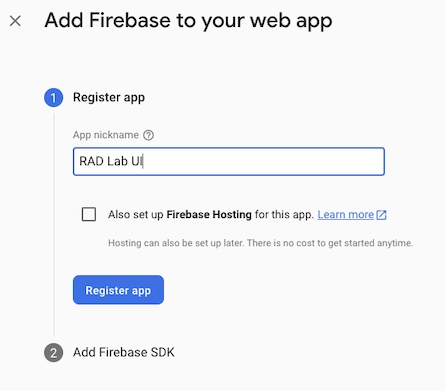 Add Firebase to your web app
1 Register app
App nickname
RAD Lab UI
Also set up Firebase Hosting for this app. Learn more
Hosting can also be set up later. There is no cost to get started anytime.
Register app
2 Add Firebase SDK